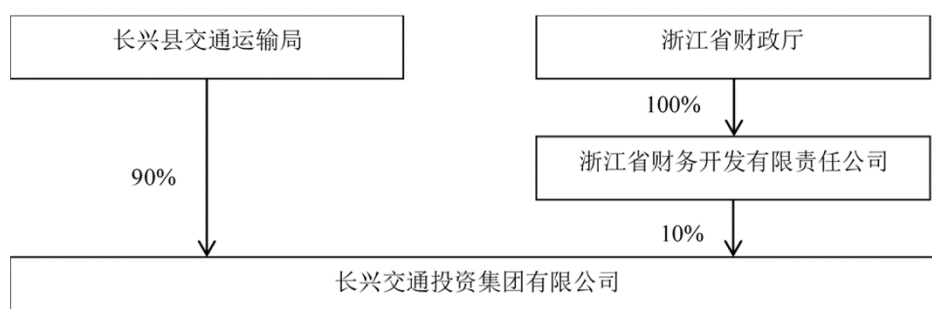 长兴县交通运输局
浙江省财政厅
100%
浙江省财务开发有限责任公司
90%
10%
长兴交通投资集团有限公司